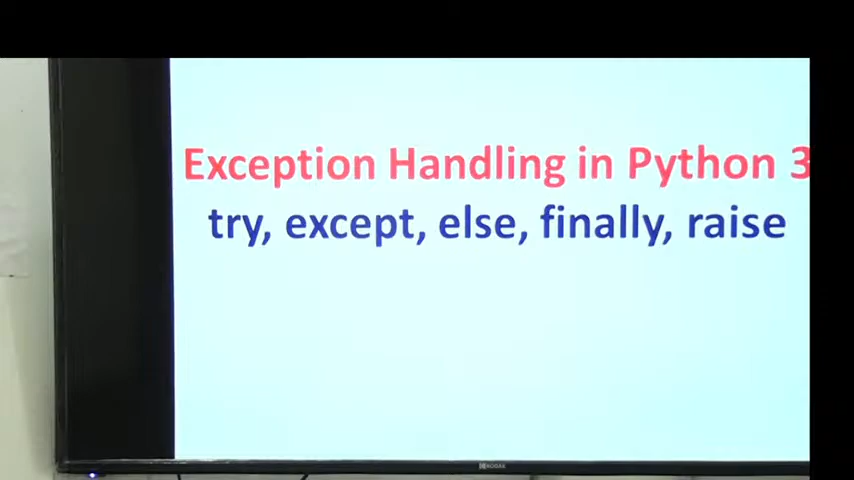 Exception Handling in Python 3
try, except, else, finally, raise